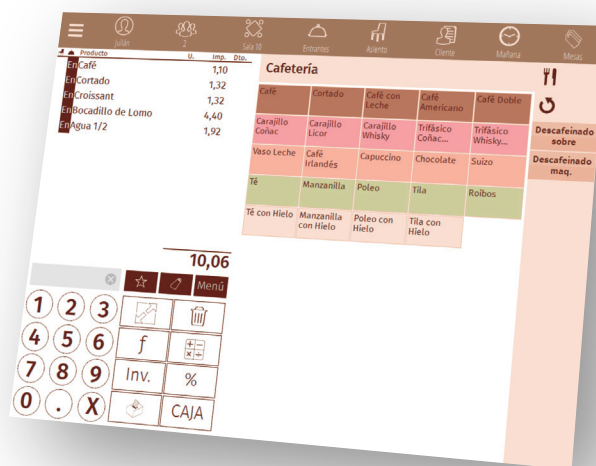 Julián 2 Sala 10 Entrantes Asiento Cliente Mañana Mesas
Producto U. Imp. Dto.
En Café 1,10
En Cortado 1,32
En Croissant 1,32
En Bocadillo de Lomo 4,40
En Agua 1/2 1,92
10,06
Menú
1 2 3
4 5 6
7 8 9
0 . X
f
Inv. %
CAJA
Cafetería
Café Cortado Café con Leche Café Americano Café Doble
Carajillo Coñac Carajillo Licor Carajillo Whisky Trifásico Coñac... Trifásico Whisky...
Vaso Leche Café Irlandés Capuccino Chocolate Suizo
Té Manzanilla Poleo Tila Roibos
Té con Hielo Manzanilla con Hielo Poleo con Hielo Tila con Hielo
Descafeinado
sobre
Descafeinado
maq.